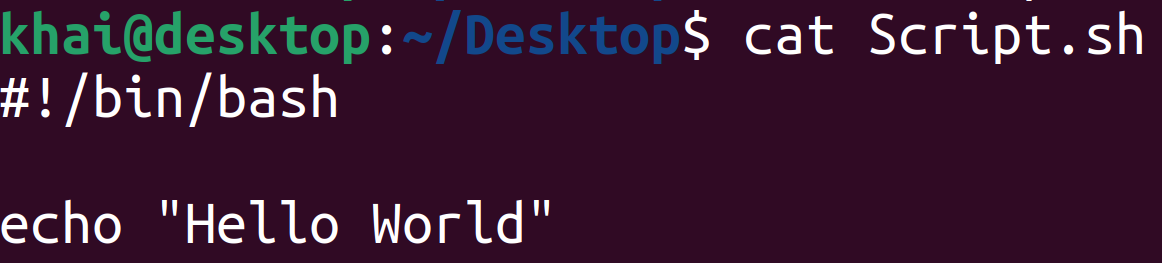 khai@desktop:~/Desktop$ cat Script.sh
#!/bin/bash
echo "Hello World"